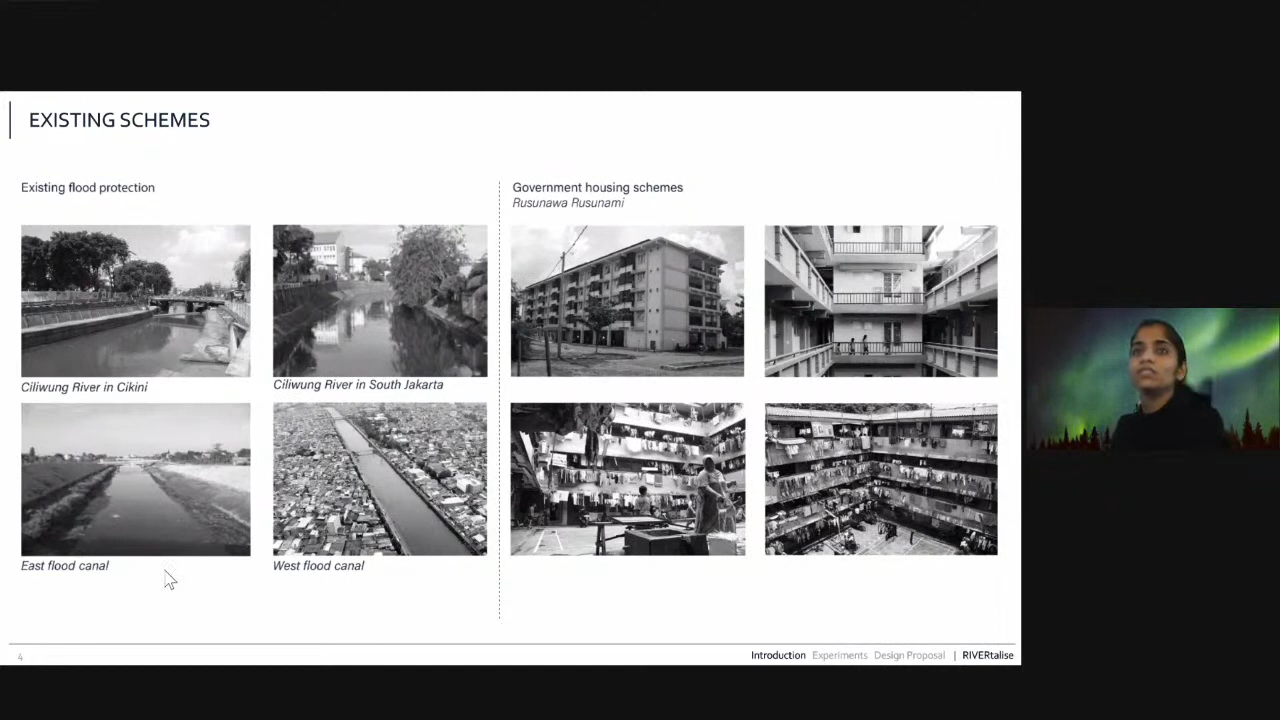 EXISTING SCHEMES
Existing flood protection
Government housing schemes
Rusunawa Rusunami
Ciliwung River in Cikini
Ciliwung River in South Jakarta
East flood canal
West flood canal
4
Introduction Experiments Design Proposal | RIVERtalise